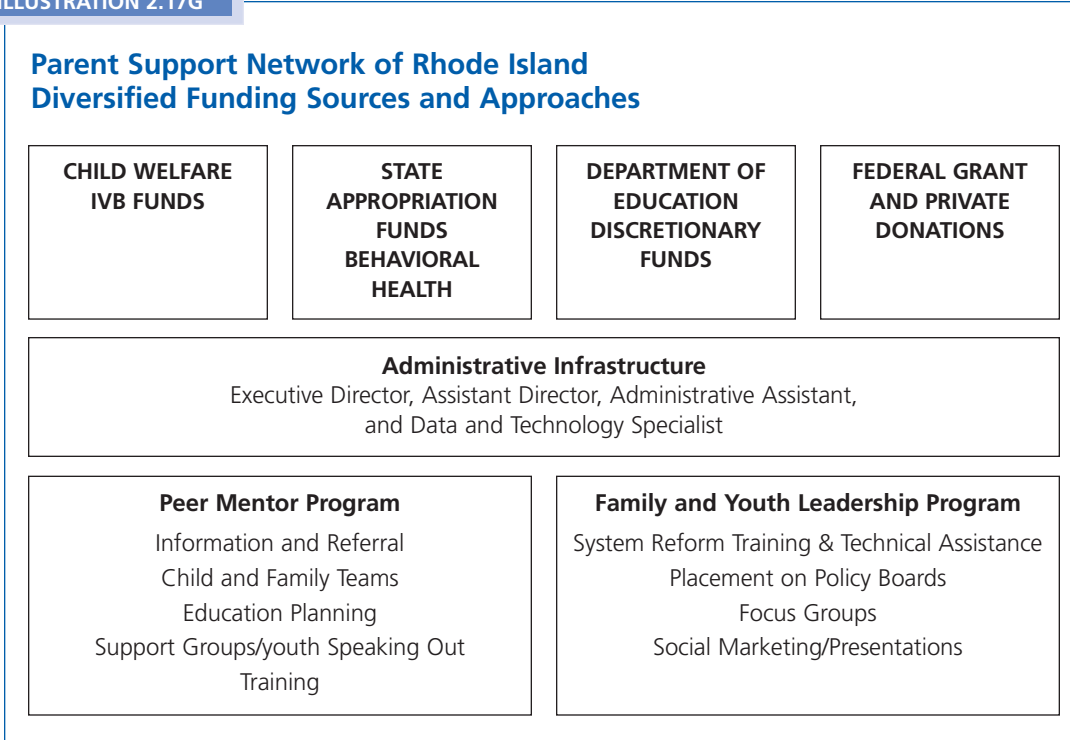 ILLUSTRATION 2.17G
Parent Support Network of Rhode Island
Diversified Funding Sources and Approaches
CHILD WELFARE
IVB FUNDS
STATE
APPROPRIATION
FUNDS
BEHAVIORAL
HEALTH
DEPARTMENT OF
EDUCATION
DISCRETIONARY
FUNDS
FEDERAL GRANT
AND PRIVATE
DONATIONS
Administrative Infrastructure
Executive Director, Assistant Director, Administrative Assistant,
and Data and Technology Specialist
Peer Mentor Program
Information and Referral
Child and Family Teams
Education Planning
Support Groups/youth Speaking Out
Training
Family and Youth Leadership Program
System Reform Training & Technical Assistance
Placement on Policy Boards
Focus Groups
Social Marketing/Presentations